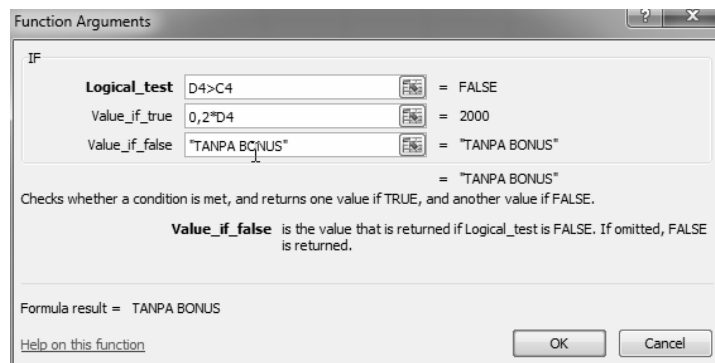 Function Arguments
IF
Logical_test D4>C4 = FALSE
Value_if_true 0,2*D4 = 2000
Value_if_false "TANPA BONUS" = "TANPA BONUS"
= "TANPA BONUS"
Checks whether a condition is met, and returns one value if TRUE, and another value if FALSE.
Value_if_false is the value that is returned if Logical_test is FALSE. If omitted, FALSE
is returned.
Formula result = TANPA BONUS
Help on this function OK Cancel